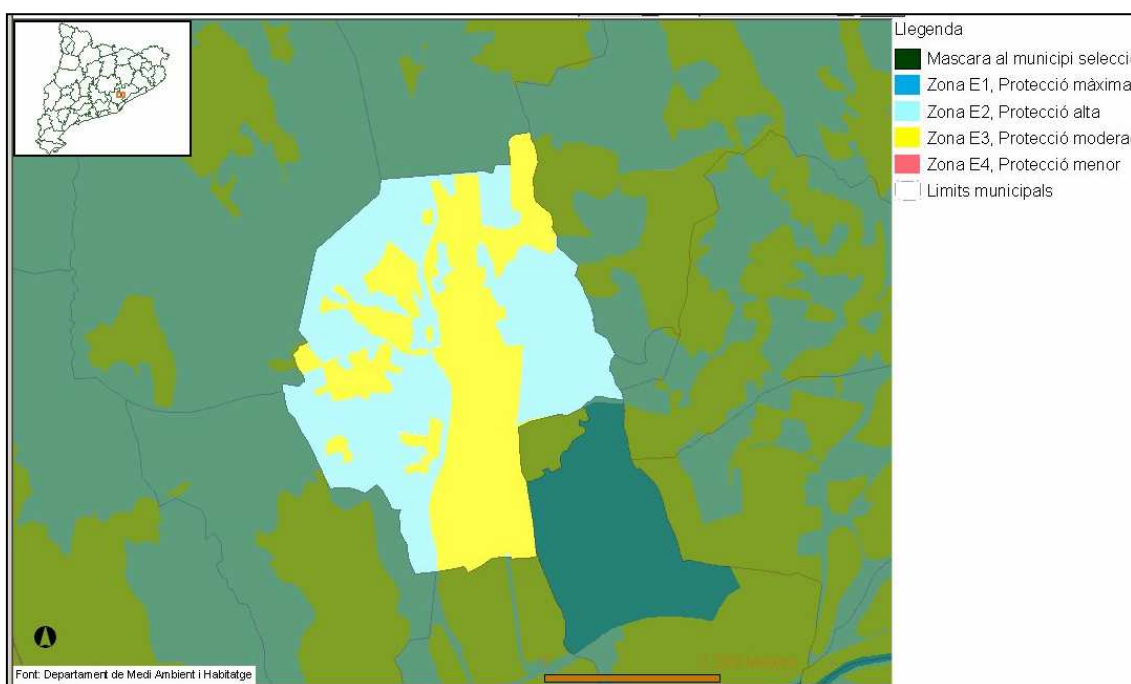 Llegenda
Mascara al municipi selecci
Zona E1, Protecció màxima
Zona E2, Protecció alta
Zona E3, Protecció modera
Zona E4, Protecció menor
Limits municipals
Font: Departament de Medi Ambient i Habitatge